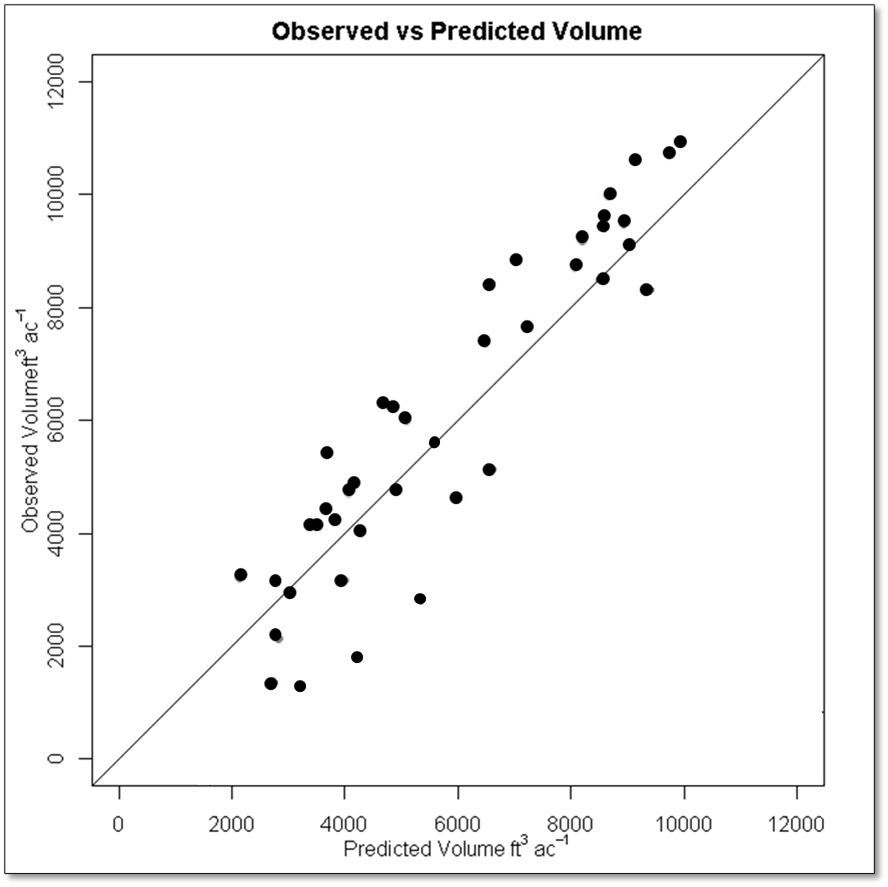 Observed vs Predicted Volume
Observed Volumeft³ ac⁻¹
12000
10000
8000
6000
4000
2000
0
0 2000 4000 6000 8000 10000 12000
Predicted Volume ft³ ac⁻¹